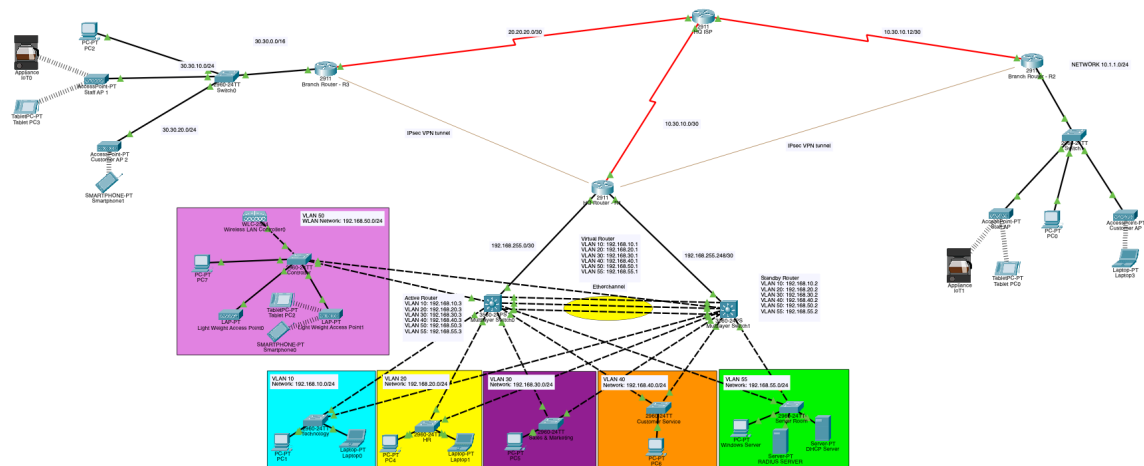 2911
HQ ISP
20.20.20.0/30
10.30.10.12/30
30.30.0.0/16
PC-PT
PC2
Appliance
IoT0
30.30.10.0/24
AccessPoint-PT
Staff AP 1
2960-24TT
Switch0
2911
Branch Router - R3
TabletPC-PT
Tablet PC3
30.30.20.0/24
AccessPoint-PT
Customer AP 2
SMARTPHONE-PT
Smartphone1
IPsec VPN tunnel
10.30.10.0/30
IPsec VPN tunnel
Branch Router - R2
NETWORK 10.1.1.0/24
2960-24TT
AccessPoint-PT
Staff AP
PC-PT
PC0
AccessPoint-PT
Customer AP
Appliance
IoT1
TabletPC-PT
Tablet PC0
Laptop-PT
Laptop3
2911
VLAN 50
WLAN Network: 192.168.50.0/24
Wireless LAN Controller0
PC-PT
PC7
2960-24TT
Controller
TabletPC-PT
Tablet PC2
LAP-PT
Light Weight Access Point0
LAP-PT
Light Weight Access Point1
SMARTPHONE-PT
Smartphone0
192.168.255.0/30
Virtual Router
VLAN 10: 192.168.10.1
VLAN 20: 192.168.20.1
VLAN 30: 192.168.30.1
VLAN 40: 192.168.40.1
VLAN 50: 192.168.50.1
VLAN 55: 192.168.55.1
192.168.255.248/30
Etherchannel
Active Router
VLAN 10: 192.168.10.3
VLAN 20: 192.168.20.3
VLAN 30: 192.168.30.3
VLAN 40: 192.168.40.3
VLAN 50: 192.168.50.3
VLAN 55: 192.168.55.3
Multilayer Switch0
Standby Router
VLAN 10: 192.168.10.2
VLAN 20: 192.168.20.2
VLAN 30: 192.168.30.2
VLAN 40: 192.168.40.2
VLAN 50: 192.168.50.2
VLAN 55: 192.168.55.2
Multilayer Switch1
VLAN 10
Network: 192.168.10.0/24
2960-24TT
Technology
PC-PT
PC1
Laptop-PT
Laptop0
VLAN 20
Network: 192.168.20.0/24
2960-24TT
HR
PC-PT
PC4
Laptop-PT
Laptop1
VLAN 30
Network: 192.168.30.0/24
2960-24TT
Sales & Marketing
PC-PT
VLAN 40
Network: 192.168.40.0/24
2960-24TT
Customer Service
PC-PT
PC6
VLAN 55
Network: 192.168.55.0/24
2960-24TT
Server Room
PC-PT
Windows Server
Server-PT
RADIUS SERVER
Server-PT
DHCP Server